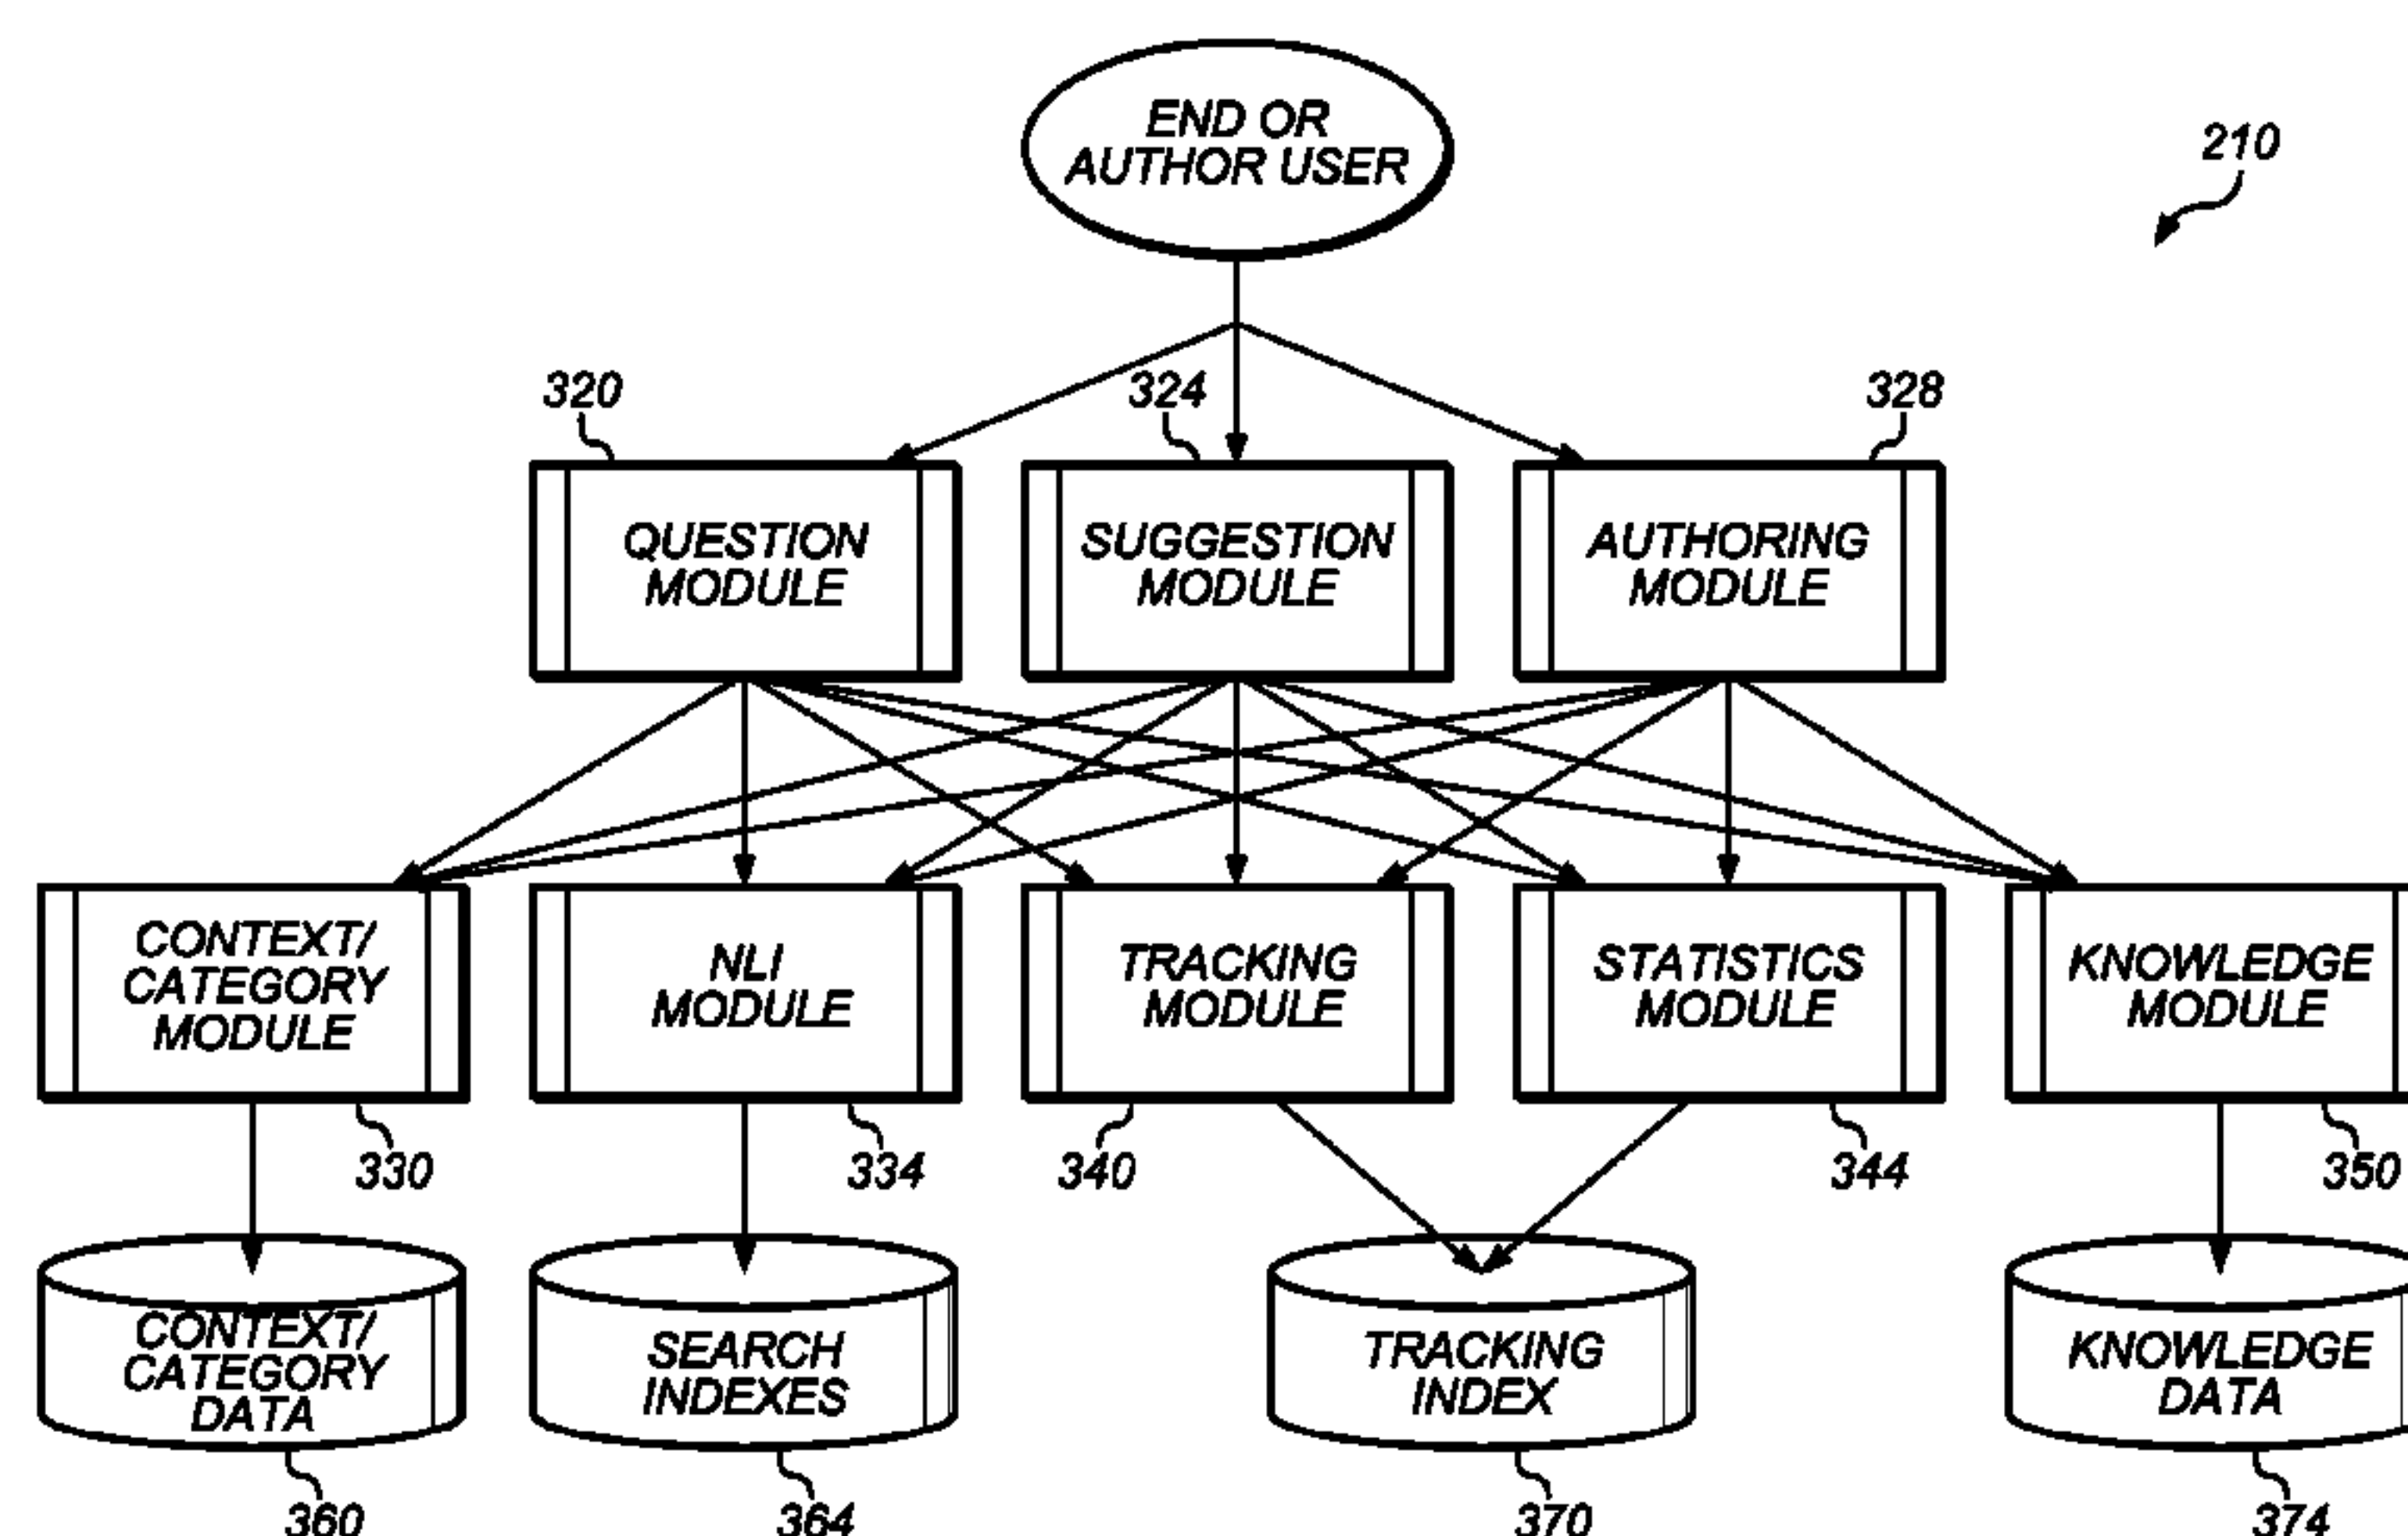 END OR
AUTHOR USER
210
320
324
328
QUESTION
MODULE
SUGGESTION
MODULE
AUTHORING
MODULE
CONTEXT/
CATEGORY
MODULE
NLI
MODULE
TRACKING
MODULE
STATISTICS
MODULE
KNOWLEDGE
MODULE
330
334
340
344
350
CONTEXT/
CATEGORY
DATA
SEARCH
INDEXES
TRACKING
INDEX
KNOWLEDGE
DATA
360
364
370
374